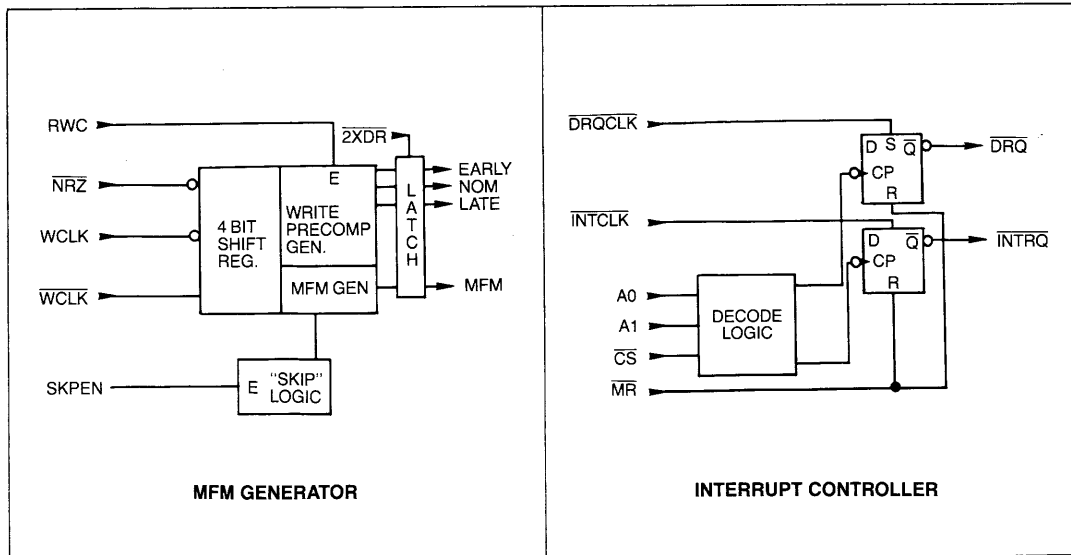 RWC
2XDR
NRZ
WCLK
WCLK
4 BIT
SHIFT
REG.
E
WRITE
PRECOMP
GEN.
MFM GEN
LATCH
EARLY
NOM
LATE
MFM
SKPEN
E "SKIP"
LOGIC
MFM GENERATOR
DRQCLK
D S Q
CP
R
DRQ
INTCLK
D Q
CP
R
INTRQ
A0
A1
CS
MR
DECODE
LOGIC
INTERRUPT CONTROLLER